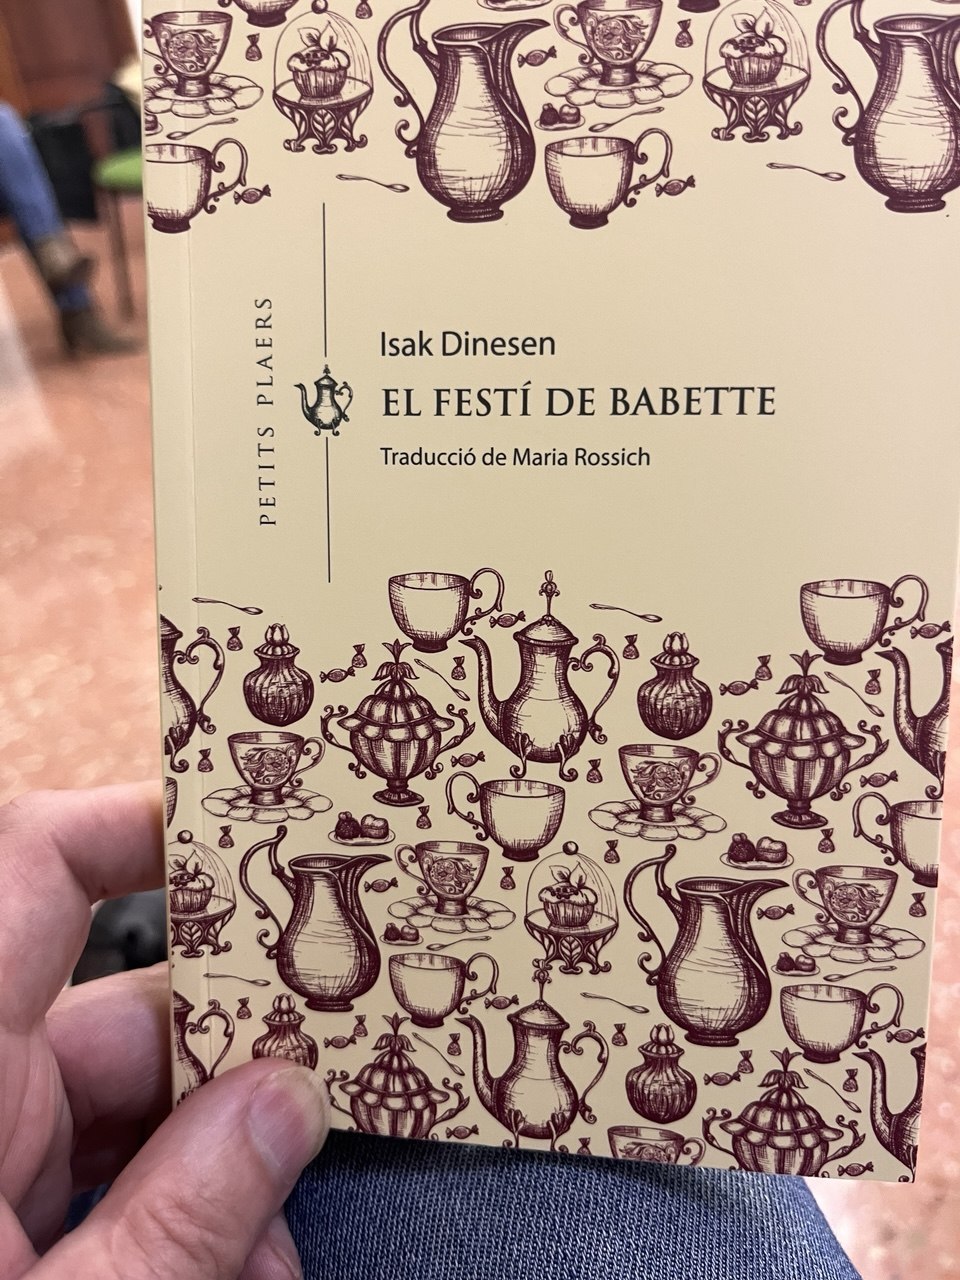 PETITS PLAERS
Isak Dinesen
EL FESTÍ DE BABETTE
Traducció de Maria Rossich